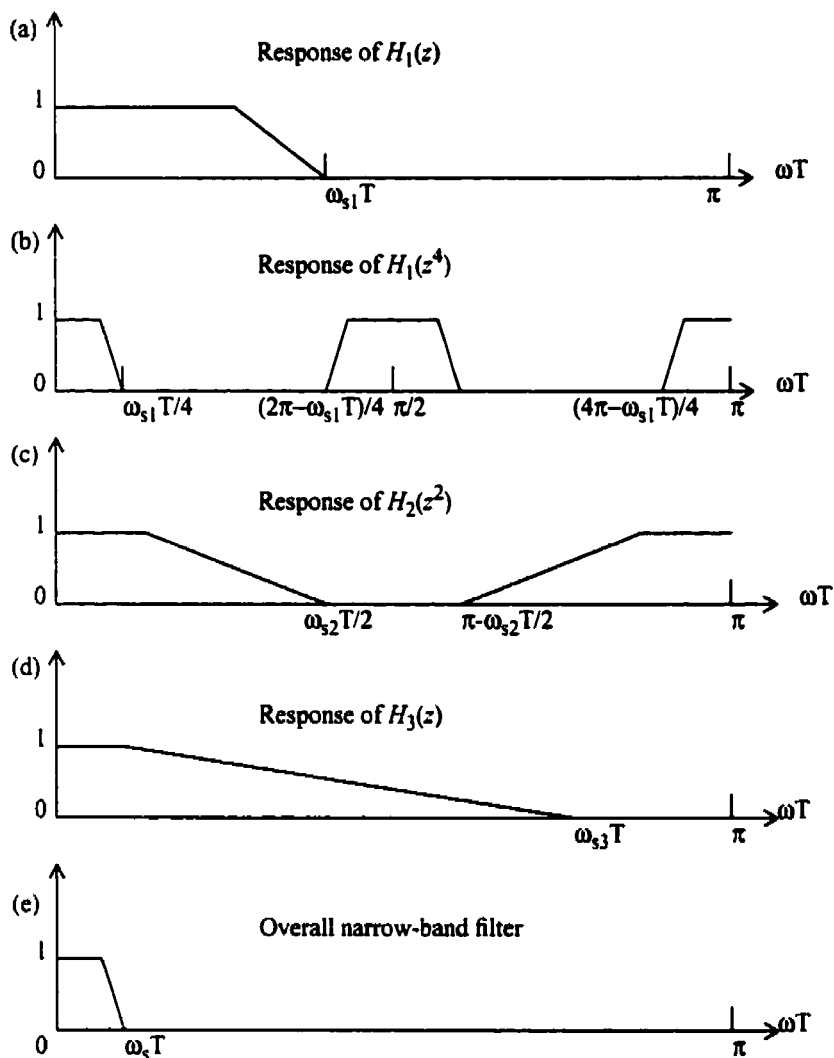 (a)
Response of H₁(z)
1
0
ωₛ₁T
π
ωT
(b)
Response of H₁(z⁴)
1
0
ωₛ₁T/4
(2π−ωₛ₁T)/4
π/2
(4π−ωₛ₁T)/4
π
ωT
(c)
Response of H₂(z²)
1
0
ωₛ₂T/2
π-ωₛ₂T/2
π
ωT
(d)
Response of H₃(z)
1
0
ωₛ₃T
π
ωT
(e)
Overall narrow-band filter
1
0
ωₛT
π
ωT